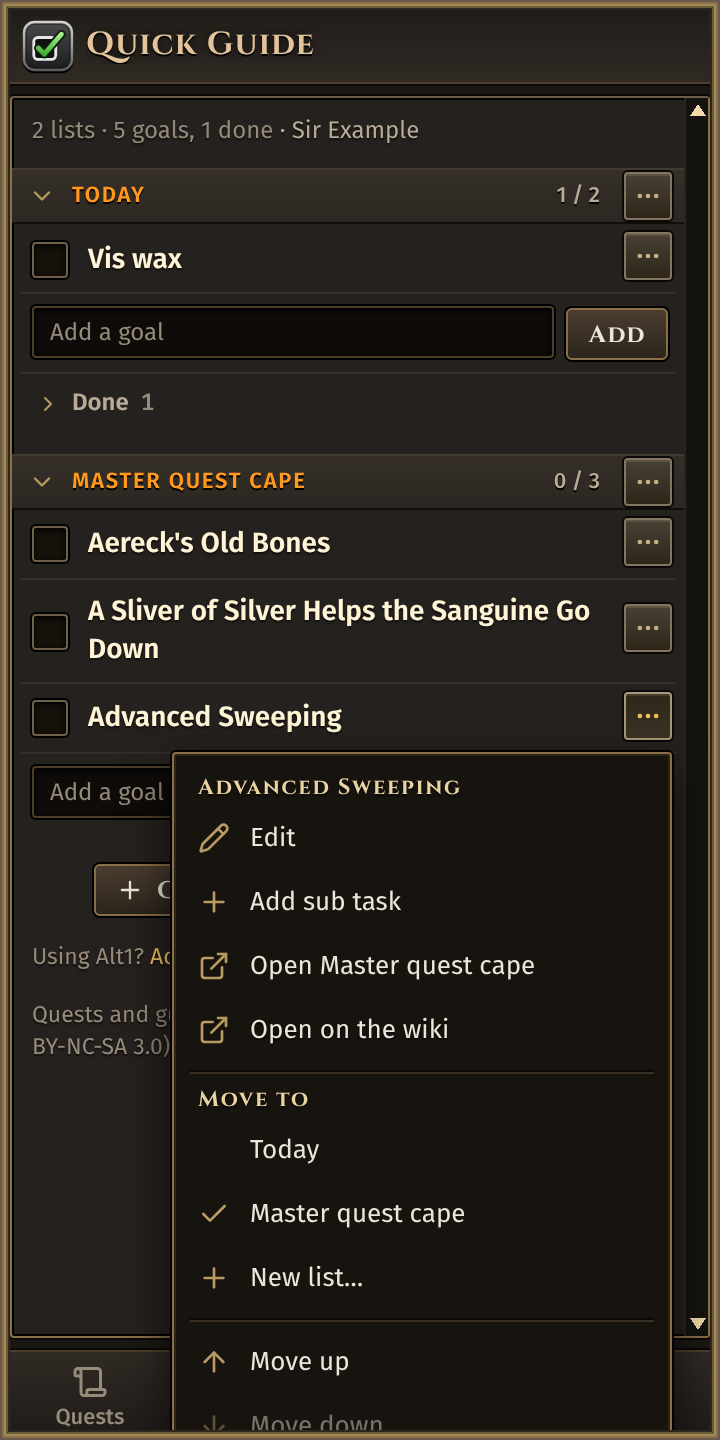 Quick Guide
2 lists · 5 goals, 1 done · Sir Example
TODAY
1 / 2
Vis wax
Add a goal
Add
Done 1
MASTER QUEST CAPE
0 / 3
Aereck's Old Bones
A Sliver of Silver Helps the Sanguine Go
Down
Advanced Sweeping
Add a goal
Advanced Sweeping
Edit
Add sub task
Open Master quest cape
Open on the wiki
Using Alt1?
Quests and
BY-NC-SA 3.0)
Move to
Today
Master quest cape
New list...
Move up
Move down
Quests